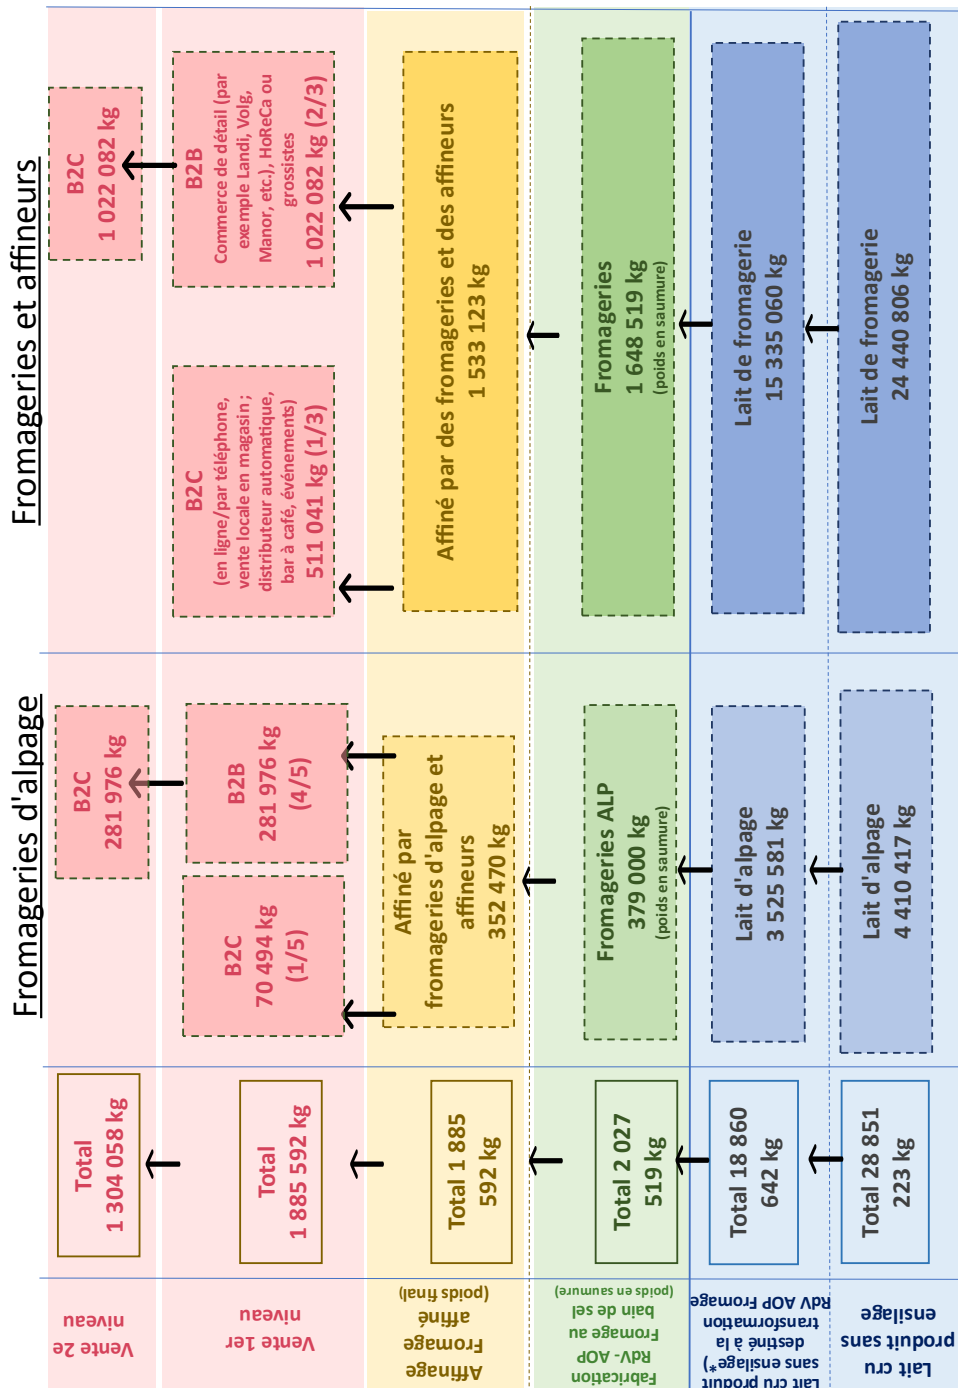 Fromageries d'alpage
Fromageries et affineurs
Vente 2e
niveau
Total
1 304 058 kg
B2C
281 976 kg
B2C
1 022 082 kg
Vente 1er
niveau
Total
1 885 592 kg
B2C
70 494 kg
(1/5)
B2B
281 976 kg
(4/5)
B2C
(en ligne/par téléphone,
vente locale en magasin ;
distributeur automatique,
bar à café, événements)
511 041 kg (1/3)
B2B
Commerce de détail (par
exemple Landi, Volg,
Manor, etc.), HoReCa ou
grossistes
1 022 082 kg (2/3)
Affinage
Fromage
affiné
(poids final)
Total 1 885
592 kg
Affiné par
fromageries d'alpage et
affineurs
352 470 kg
Affiné par des fromageries et des affineurs
1 533 123 kg
Fabrication
RdV- AOP
Fromage au
bain de sel
(poids en saumure)
Total 2 027
519 kg
Fromageries ALP
379 000 kg
(poids en saumure)
Fromageries
1 648 519 kg
(poids en saumure)
Lait cru produit
sans ensilage*)
destiné à la
transformation
RdV AOP Fromage
Total 18 860
642 kg
Lait d'alpage
3 525 581 kg
Lait de fromagerie
15 335 060 kg
Lait cru
produit sans
ensilage
Total 28 851
223 kg
Lait d'alpage
4 410 417 kg
Lait de fromagerie
24 440 806 kg